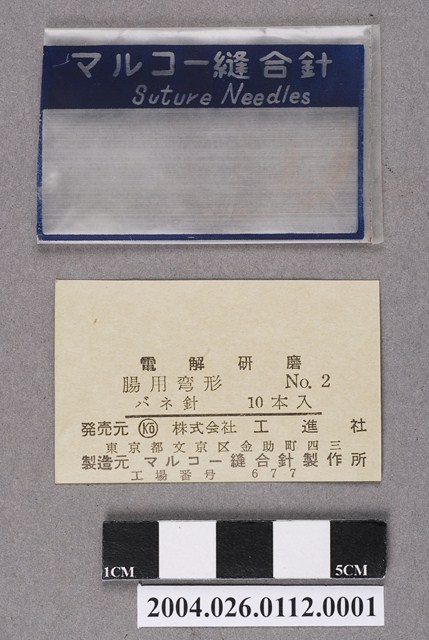 マルコー縫合針
Suture Needles
電解研磨
腸用弯形 No. 2
バネ針 10本入
発売元 Kō 株式会社 工進社
東京都文京区金助町四三
製造元 マルコー縫合針製作所
工場番号 677
1CM 5CM
2004.026.0112.0001